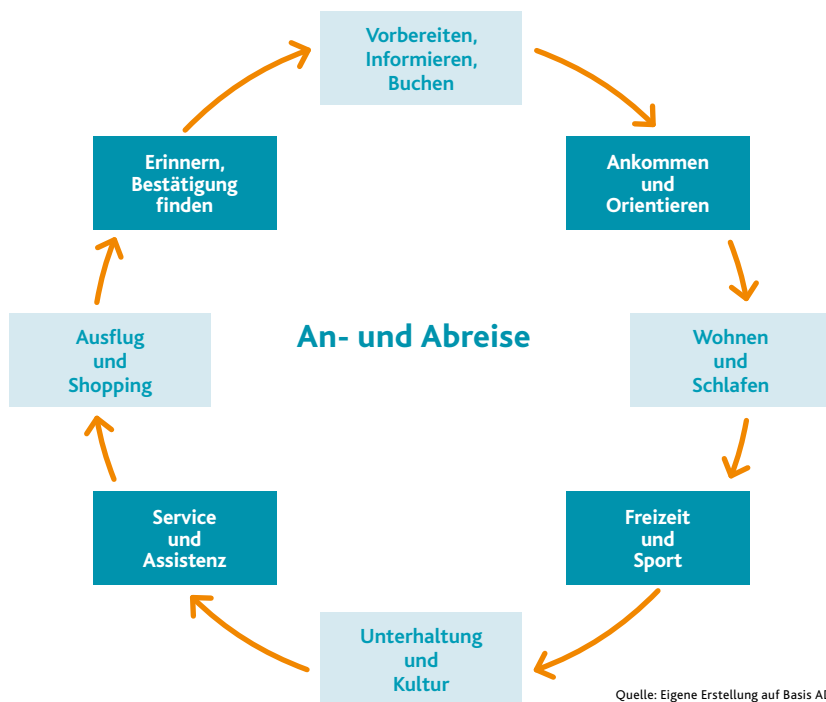 Vorbereiten,
Informieren,
Buchen
Ankommen
und
Orientieren
Wohnen
und
Schlafen
Freizeit
und
Sport
Unterhaltung
und
Kultur
Service
und
Assistenz
Ausflug
und
Shopping
Erinnern,
Bestätigung
finden
An- und Abreise
Quelle: Eigene Erstellung auf Basis